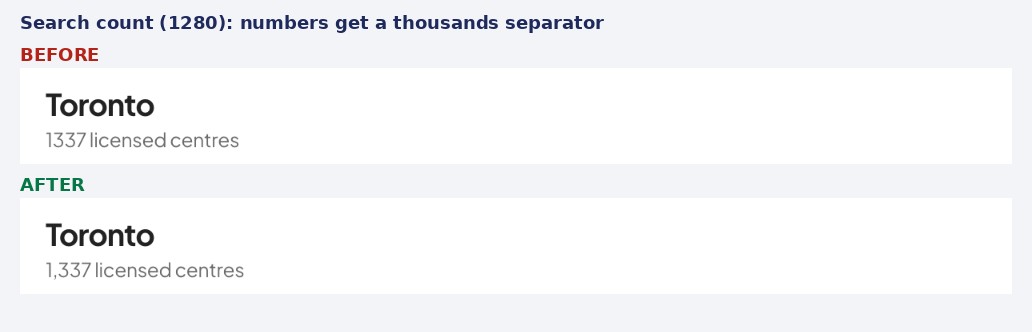 Search count (1280): numbers get a thousands separator
BEFORE
Toronto
1337 licensed centres
AFTER
Toronto
1,337 licensed centres